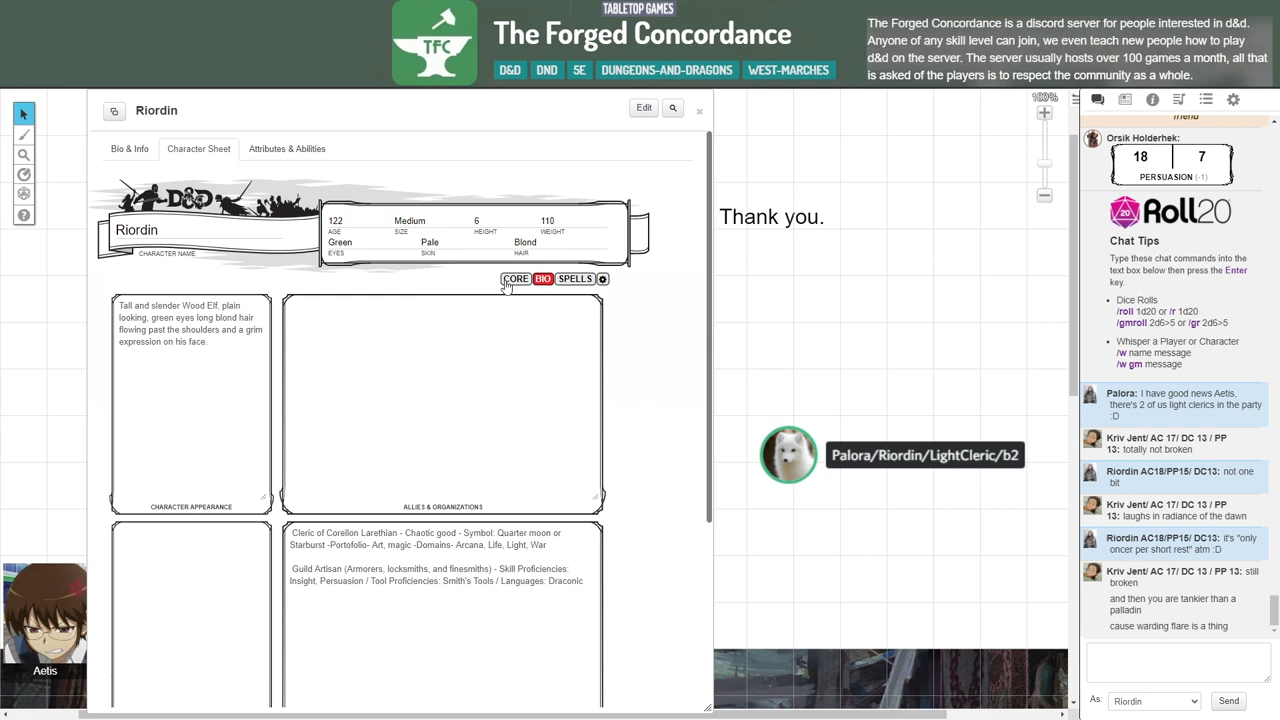 TABLETOP GAMES
The Forged Concordance
TFC
D&D DND 5E DUNGEONS-AND-DRAGONS WEST-MARCHES
The Forged Concordance is a discord server for people interested in d&d.
Anyone of any skill level can join, we even teach new people how to play
d&d on the server. The server usually hosts over 100 games a month, all that
is asked of the players is to respect the community as a whole.
Riordin
Edit
Bio & Info Character Sheet Attributes & Abilities
D&D
Riordin
CHARACTER NAME
122 Medium 6 110
AGE SIZE HEIGHT WEIGHT
Green Pale Blond
EYES SKIN HAIR
CORE BIO SPELLS
Tall and slender Wood Elf, plain
looking, green eyes long blond hair
flowing past the shoulders and a grim
expression on his face.
CHARACTER APPEARANCE
ALLIES & ORGANIZATIONS
Cleric of Corellon Larethian - Chaotic good - Symbol: Quarter moon or
Starburst -Portofolio- Art, magic -Domains- Arcana, Life, Light, War
Guild Artisan (Armorers, locksmiths, and finesmiths) - Skill Proficiencies:
Insight, Persuasion / Tool Proficiencies: Smith's Tools / Languages: Draconic
Aetis
Thank you.
100%
Palora/Riordin/LightCleric/b2
friend
Orsik Holderhek:
18 7
PERSUASION (-1)
20 Roll20
Chat Tips
Type these chat commands into the
text box below then press the Enter
key.
• Dice Rolls
/roll 1d20 or /r 1d20
/gmroll 2d6>5 or /gr 2d6>5
• Whisper a Player or Character
/w name message
/w gm message
Palora: I have good news Aetis,
there's 2 of us light clerics in the party
:D
Kriv Jent/ AC 17/ DC 13 / PP
13: totally not broken
Riordin AC18/PP15/ DC13: not one
bit
Kriv Jent/ AC 17/ DC 13 / PP
13: laughs in radiance of the dawn
Riordin AC18/PP15/ DC13: it's "only
oncer per short rest" atm :D
Kriv Jent/ AC 17/ DC 13 / PP 13: still
broken
and then you are tankier than a
palladin
cause warding flare is a thing
As: Riordin Send